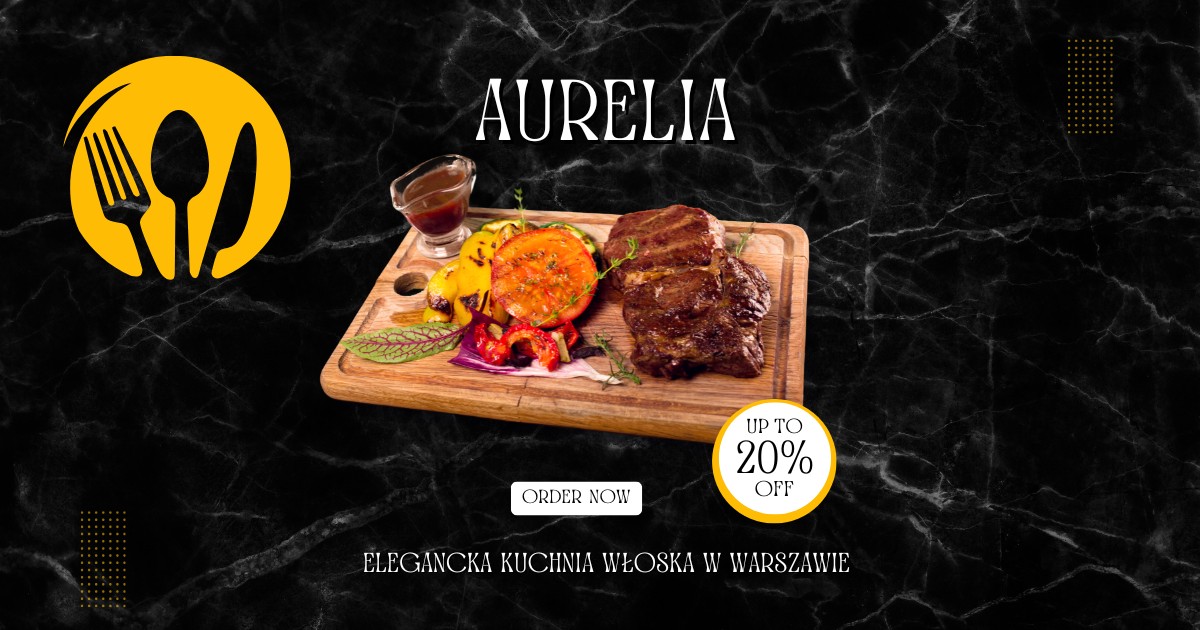 AURELIA
UP TO
20%
OFF
ORDER NOW
ELEGANCKA KUCHNIA WŁOSKA W WARSZAWIE